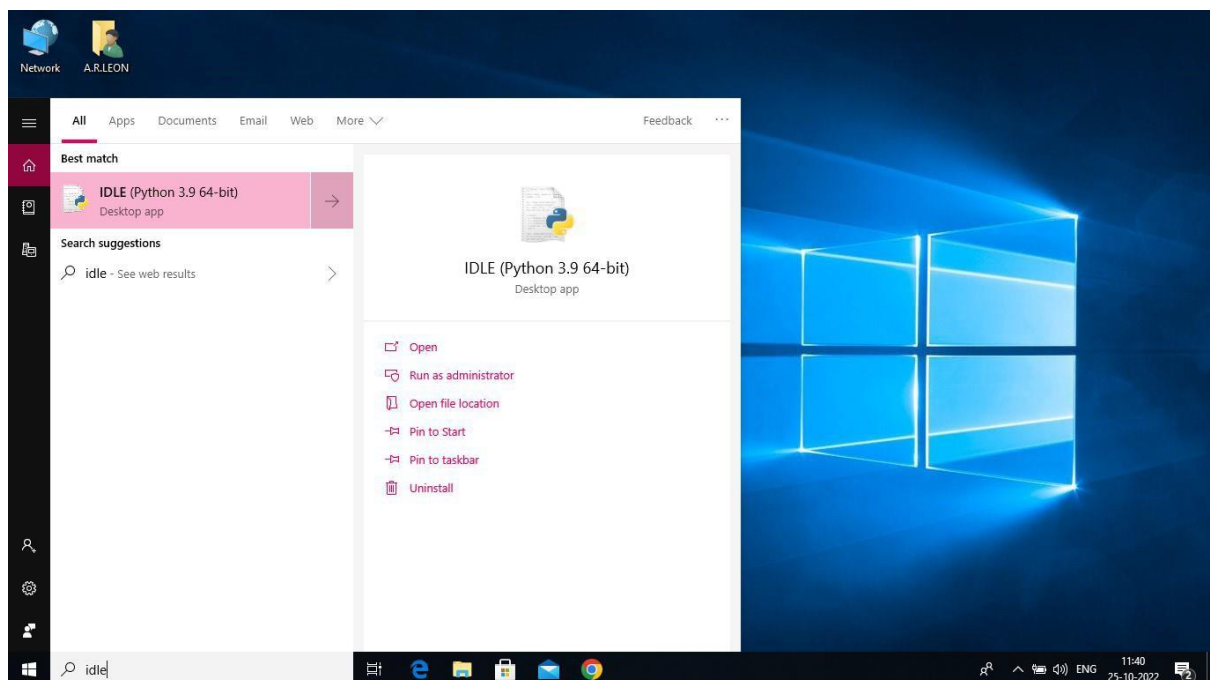 Network
A.R.LEON
All Apps Documents Email Web More Feedback ...
Best match
IDLE (Python 3.9 64-bit)
Desktop app
Search suggestions
idle - See web results
IDLE (Python 3.9 64-bit)
Desktop app
Open
Run as administrator
Open file location
Pin to Start
Pin to taskbar
Uninstall
idle
ENG
11:40
25-10-2022
2